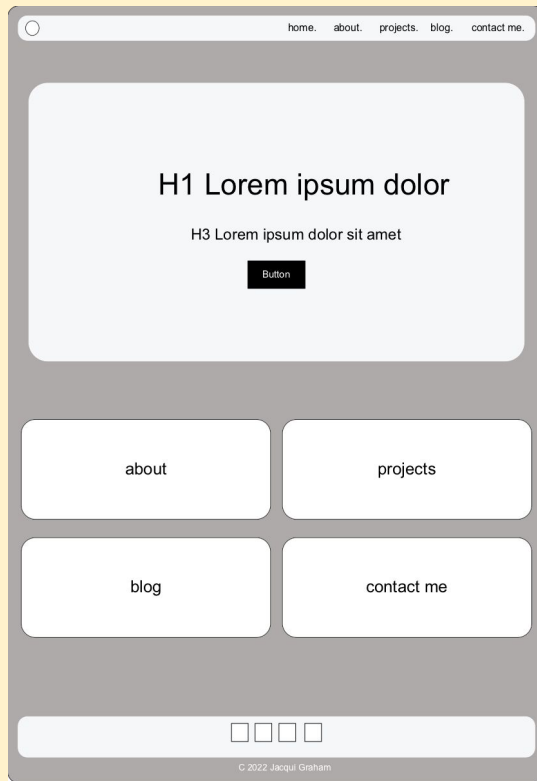 home. about. projects. blog. contact me.
H1 Lorem ipsum dolor
H3 Lorem ipsum dolor sit amet
Button
about projects
blog contact me
C 2022 Jacqui Graham